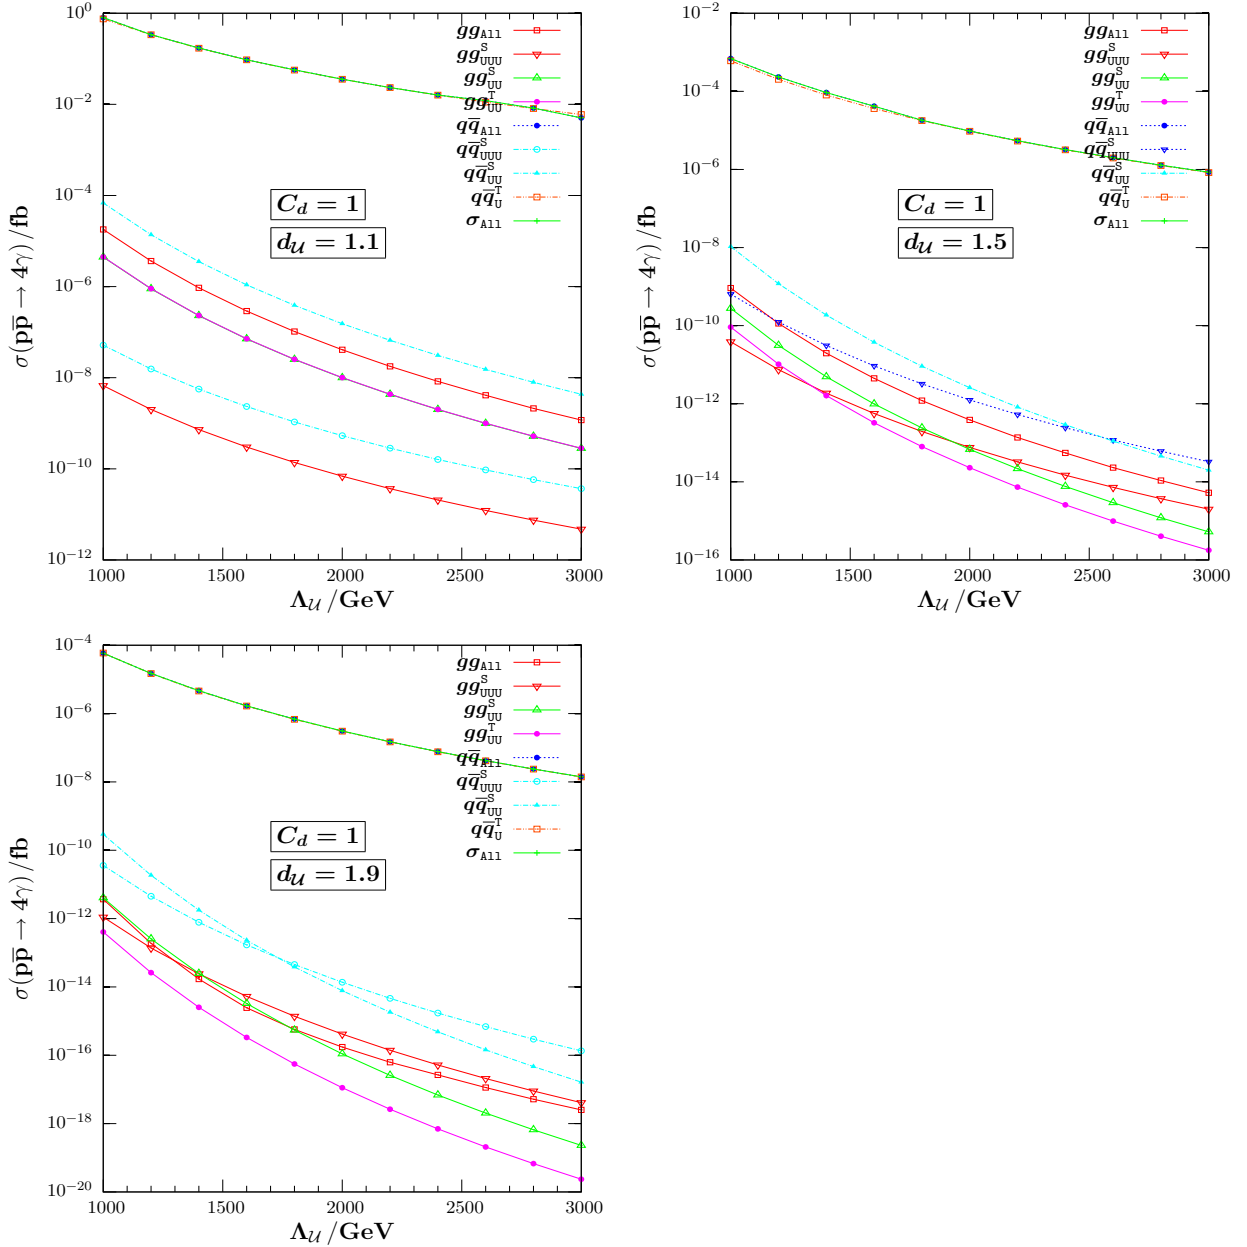 10^0
10^-2
10^-4
10^-6
10^-8
10^-10
10^-12
σ(pp̅ → 4γ)/fb
gg_All
gg^S_UUU
gg^S_UU
gg^T_UU
qq̅_All
qq̅^S_UUU
qq̅^S_UU
qq̅^T_U
σ_All
C_d = 1
d_𝒰 = 1.1
1000 1500 2000 2500 3000
Λ_𝒰/GeV
10^-2
10^-4
10^-6
10^-8
10^-10
10^-12
10^-14
10^-16
σ(pp̅ → 4γ)/fb
gg_All
gg^S_UUU
gg^S_UU
gg^T_UU
qq̅_All
qq̅^S_UUU
qq̅^S_UU
qq̅^T_U
σ_All
C_d = 1
d_𝒰 = 1.5
1000 1500 2000 2500 3000
Λ_𝒰/GeV
10^-4
10^-6
10^-8
10^-10
10^-12
10^-14
10^-16
10^-18
10^-20
σ(pp̅ → 4γ)/fb
gg_All
gg^S_UUU
gg^S_UU
gg^T_UU
qq̅_All
qq̅^S_UUU
qq̅^S_UU
qq̅^T_U
σ_All
C_d = 1
d_𝒰 = 1.9
1000 1500 2000 2500 3000
Λ_𝒰/GeV